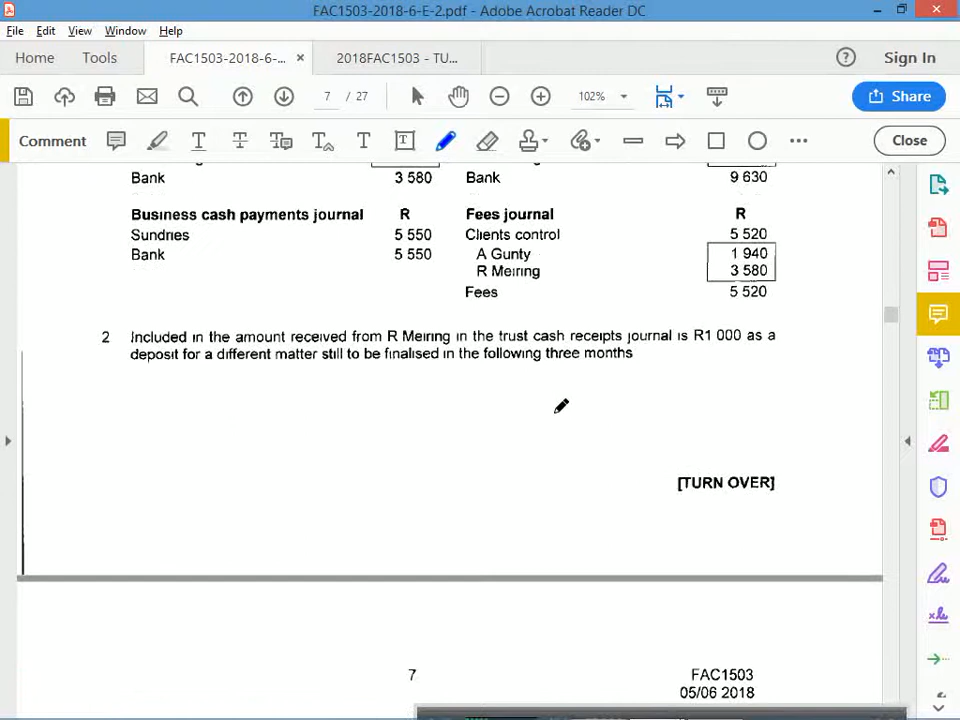 FAC1503-2018-6-E-2.pdf - Adobe Acrobat Reader DC
File Edit View Window Help
Home Tools FAC1503-2018-6-... × 2018FAC1503 - TU... Sign In
7 / 27 102% Share
Comment Close
Bank 3 580 Bank 9 630
Business cash payments journal R Fees journal R
Sundries 5 550 Clients control 5 520
Bank 5 550 A Gunty 1 940
R Meiring 3 580
Fees 5 520
2 Included in the amount received from R Meiring in the trust cash receipts journal is R1 000 as a
deposit for a different matter still to be finalised in the following three months
[TURN OVER]
7 FAC1503
05/06 2018